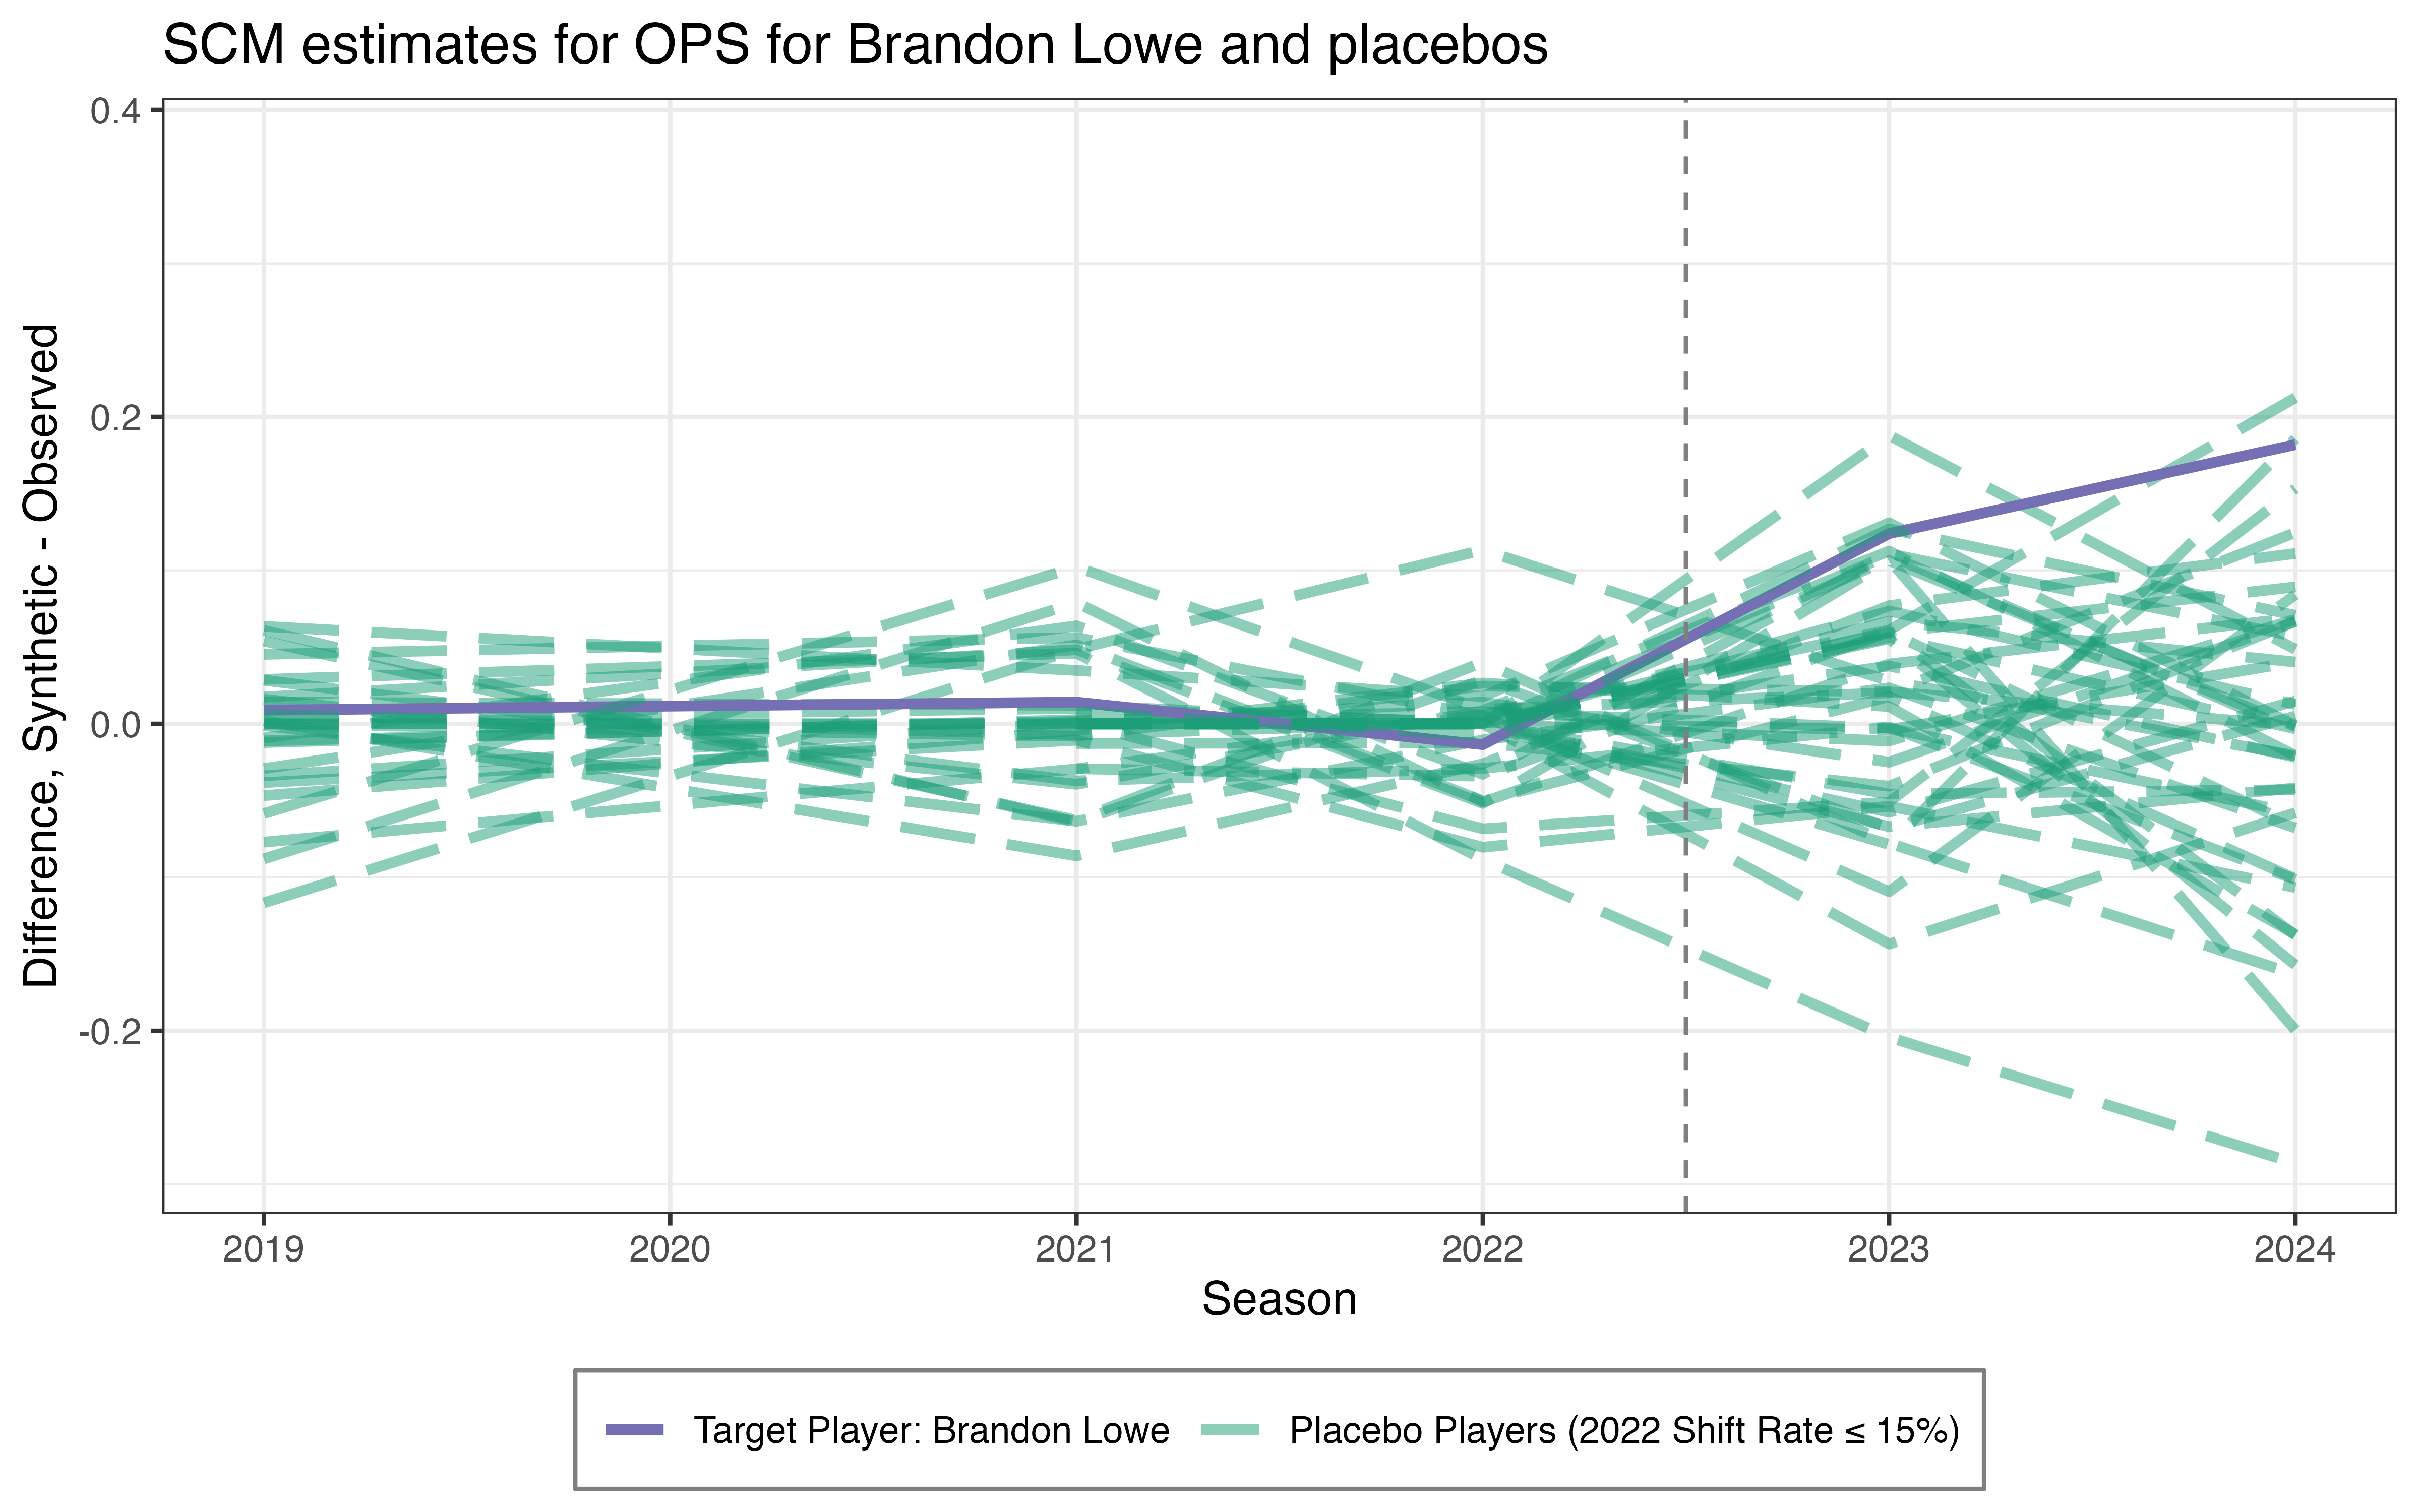 SCM estimates for OPS for Brandon Lowe and placebos
Difference, Synthetic - Observed
0.4
0.2
0.0
-0.2
2019 2020 2021 2022 2023 2024
Season
Target Player: Brandon Lowe Placebo Players (2022 Shift Rate ≤ 15%)